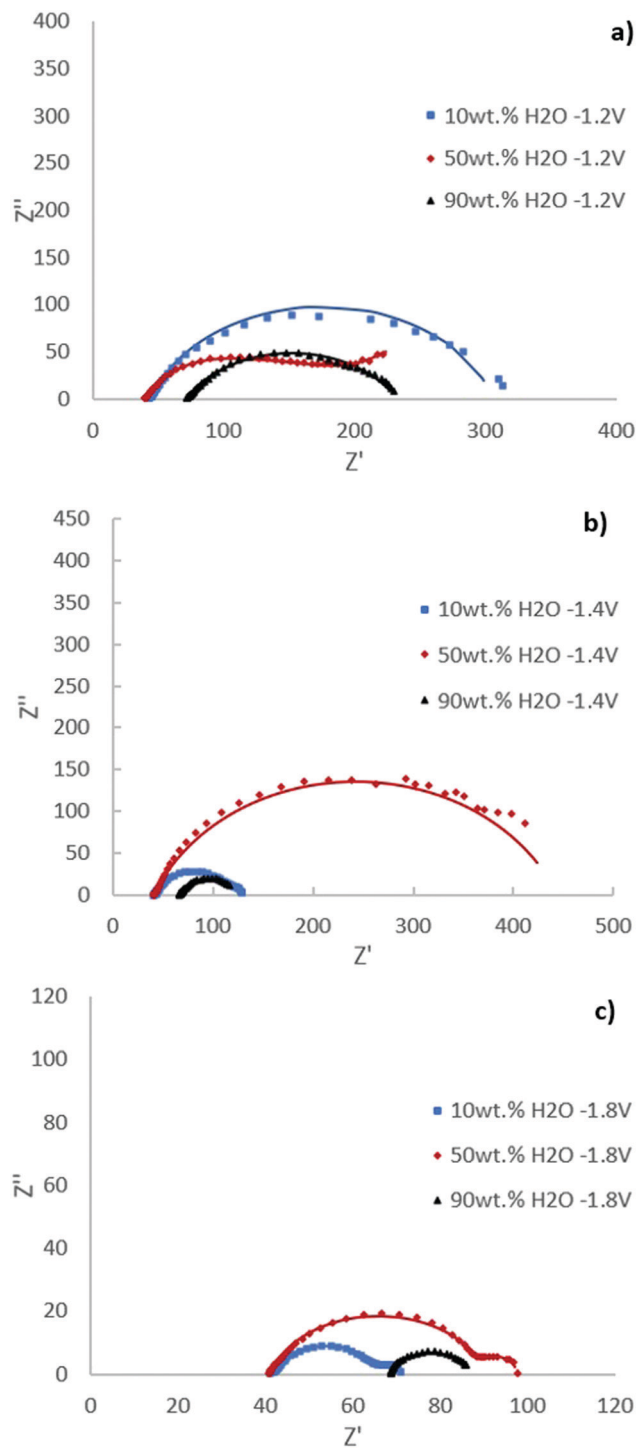 a)
400
350
300
250
200
150
100
50
0
Z''
10wt.% H2O -1.2V
50wt.% H2O -1.2V
90wt.% H2O -1.2V
0 100 200 300 400
Z'
b)
450
400
350
300
250
200
150
100
50
0
Z''
10wt.% H2O -1.4V
50wt.% H2O -1.4V
90wt.% H2O -1.4V
0 100 200 300 400 500
Z'
c)
120
100
80
60
40
20
0
Z''
10wt.% H2O -1.8V
50wt.% H2O -1.8V
90wt.% H2O -1.8V
0 20 40 60 80 100 120
Z'